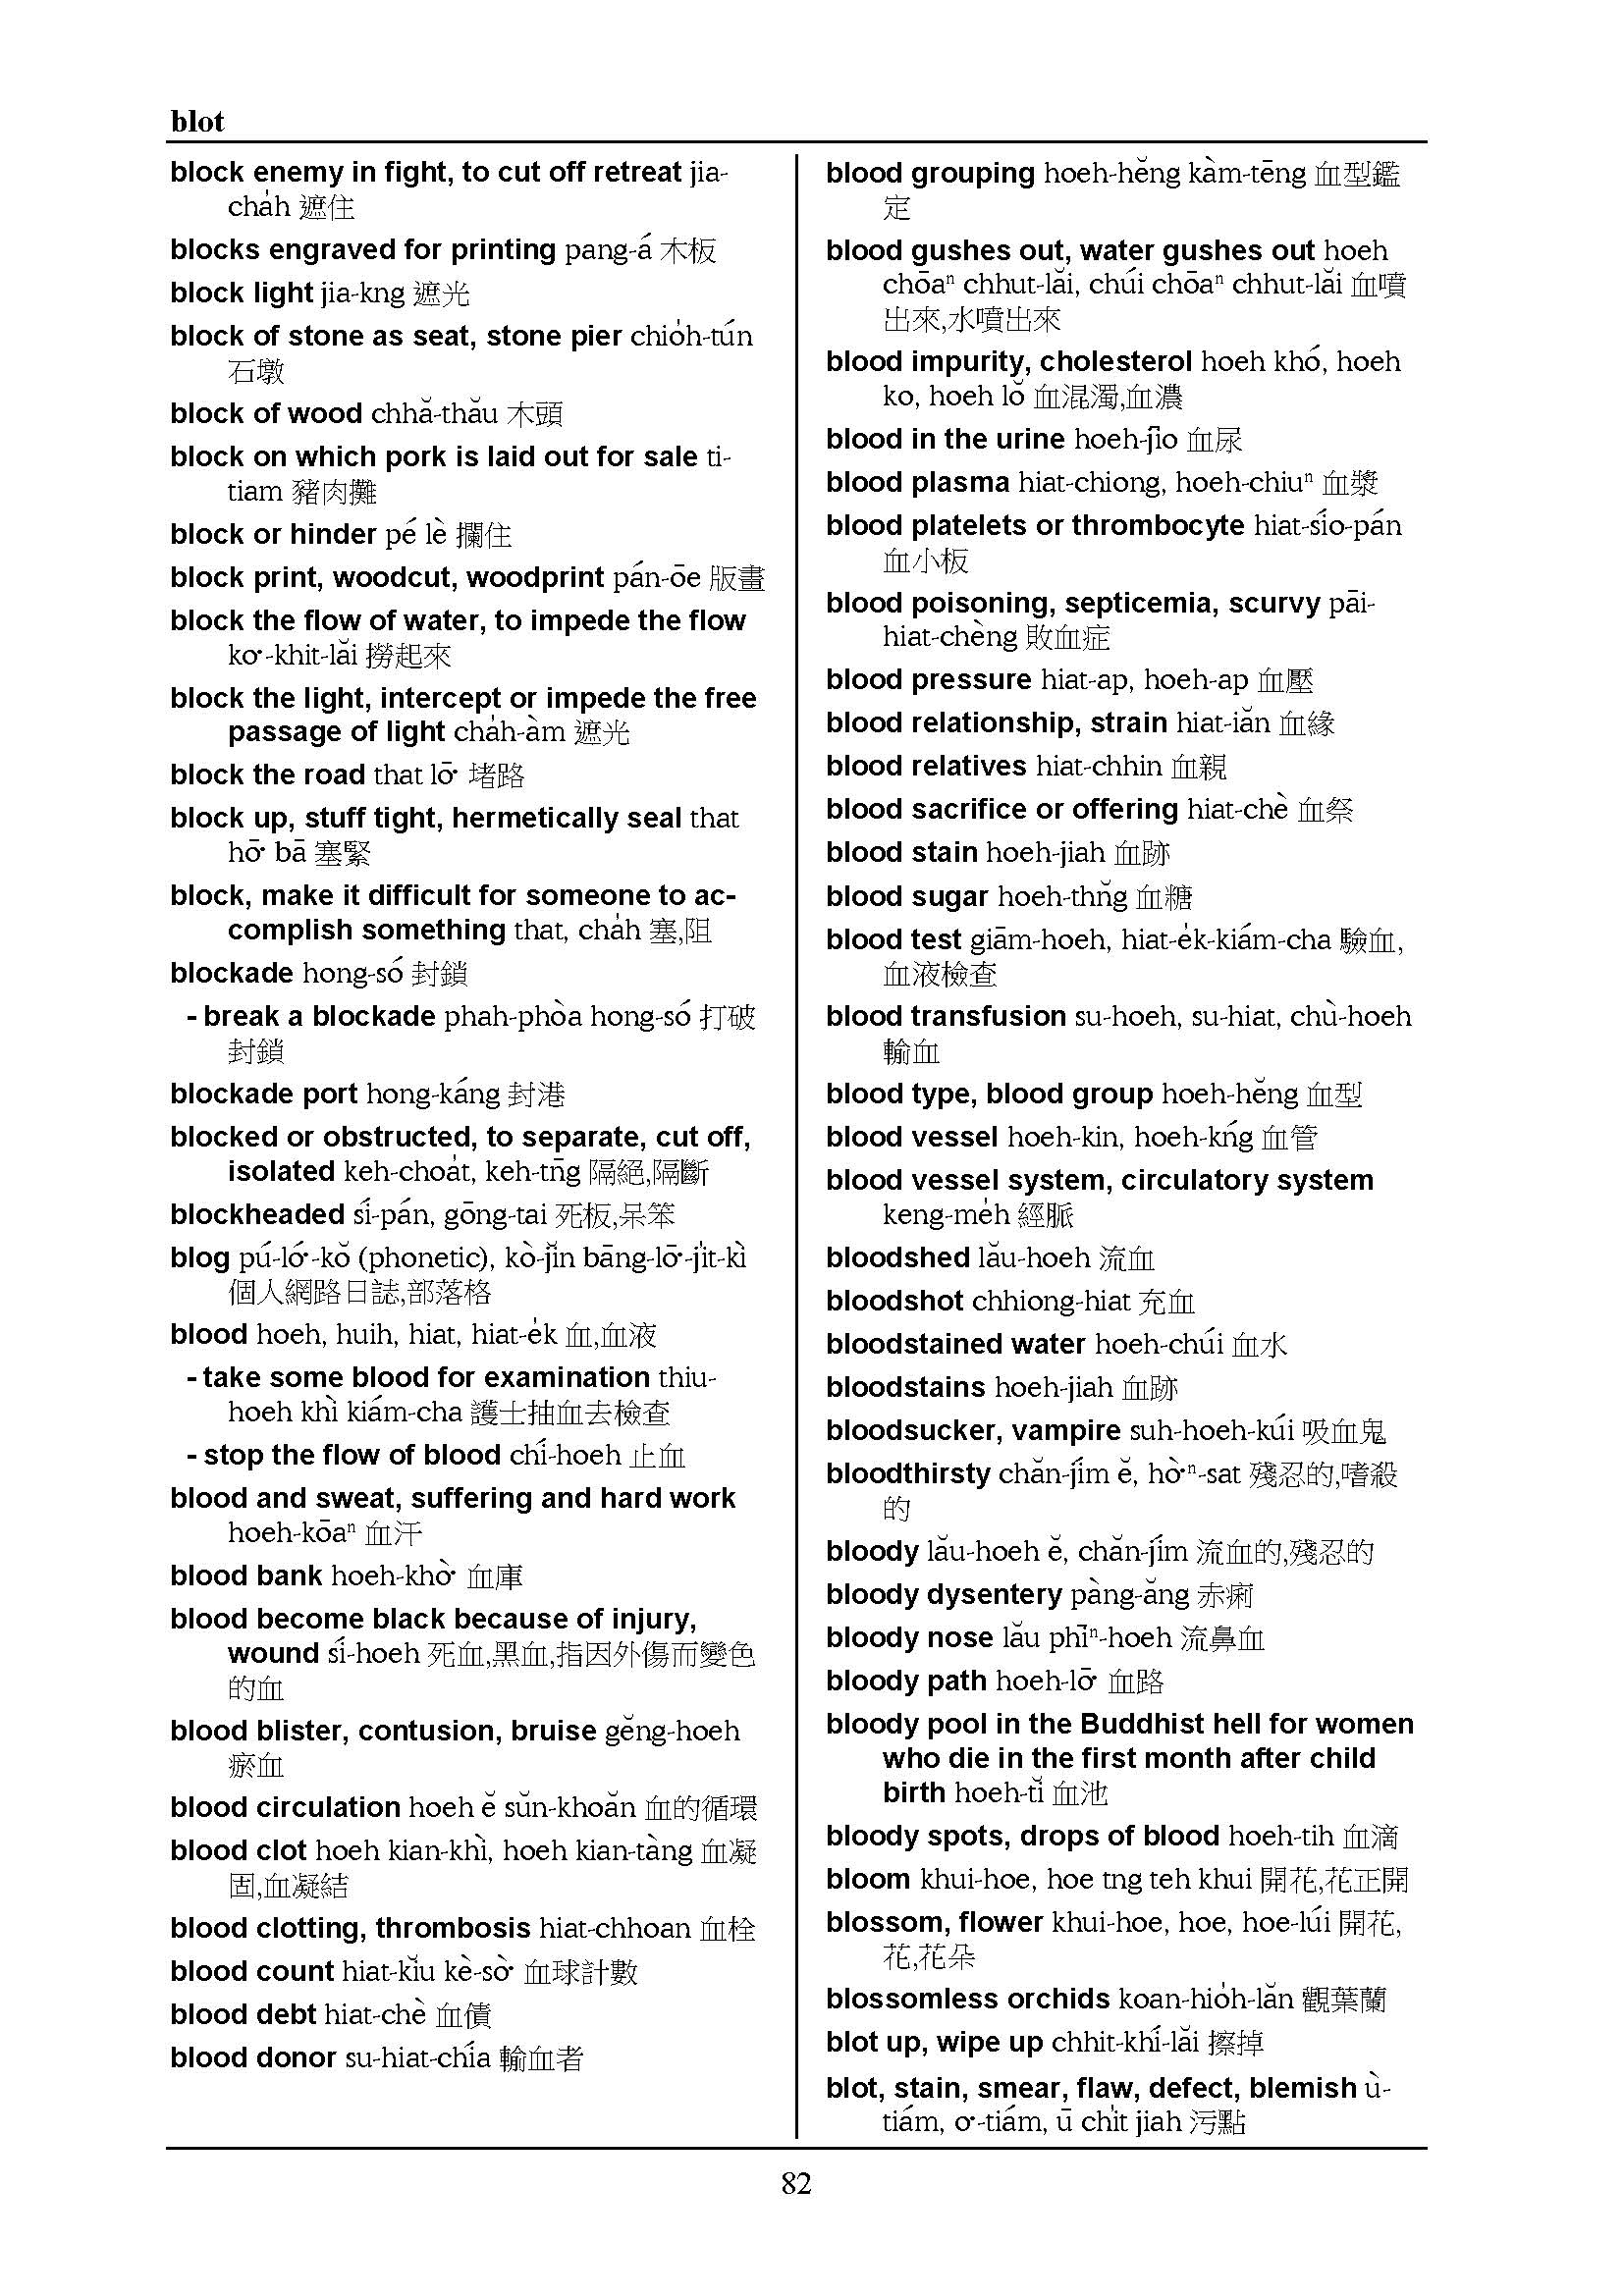 blot
block enemy in fight, to cut off retreat jia-
cha̍h 遮住
blocks engraved for printing pang-á 木板
block light jia-kng 遮光
block of stone as seat, stone pier chio̍h-tún
石墩
block of wood chhă-thău 木頭
block on which pork is laid out for sale ti-
tiam 豬肉攤
block or hinder pé lè 攔住
block print, woodcut, woodprint pán-ōe 版畫
block the flow of water, to impede the flow
ko͘-khit-lăi 撈起來
block the light, intercept or impede the free
passage of light cha̍h-àm 遮光
block the road that lō͘ 堵路
block up, stuff tight, hermetically seal that
hō͘ bā 塞緊
block, make it difficult for someone to ac-
complish something that, cha̍h 塞,阻
blockade hong-só 封鎖
- break a blockade phah-phòa hong-só 打破
封鎖
blockade port hong-káng 封港
blocked or obstructed, to separate, cut off,
isolated keh-choa̍t, keh-tn̄g 隔絕,隔斷
blockheaded sí-pán, gōng-tai 死板,呆笨
blog pú-ló͘-kŏ (phonetic), kò-jĭn bāng-lō͘-ji̍t-kì
個人網路日誌,部落格
blood hoeh, huih, hiat, hiat-e̍k 血,血液
- take some blood for examination thiu-
hoeh khì kiám-cha 護士抽血去檢查
- stop the flow of blood chí-hoeh 止血
blood and sweat, suffering and hard work
hoeh-kōaⁿ 血汗
blood bank hoeh-khò͘ 血庫
blood become black because of injury,
wound sí-hoeh 死血,黑血,指因外傷而變色
的血
blood blister, contusion, bruise gĕng-hoeh
瘀血
blood circulation hoeh ĕ sŭn-khoăn 血的循環
blood clot hoeh kian-khì, hoeh kian-tàng 血凝
固,血凝結
blood clotting, thrombosis hiat-chhoan 血栓
blood count hiat-kĭu kè-sò͘ 血球計數
blood debt hiat-chè 血債
blood donor su-hiat-chía 輸血者
blood grouping hoeh-hĕng kàm-tēng 血型鑑
定
blood gushes out, water gushes out hoeh
chōaⁿ chhut-lăi, chúi chōaⁿ chhut-lăi 血噴
出來,水噴出來
blood impurity, cholesterol hoeh khó, hoeh
ko, hoeh lŏ 血混濁,血濃
blood in the urine hoeh-jīo 血尿
blood plasma hiat-chiong, hoeh-chiuⁿ 血漿
blood platelets or thrombocyte hiat-sío-pán
血小板
blood poisoning, septicemia, scurvy pāi-
hiat-chèng 敗血症
blood pressure hiat-ap, hoeh-ap 血壓
blood relationship, strain hiat-iăn 血緣
blood relatives hiat-chhin 血親
blood sacrifice or offering hiat-chè 血祭
blood stain hoeh-jiah 血跡
blood sugar hoeh-thn̆g 血糖
blood test giām-hoeh, hiat-e̍k-kiám-cha 驗血,
血液檢查
blood transfusion su-hoeh, su-hiat, chù-hoeh
輸血
blood type, blood group hoeh-hĕng 血型
blood vessel hoeh-kin, hoeh-kńg 血管
blood vessel system, circulatory system
keng-me̍h 經脈
bloodshed lău-hoeh 流血
bloodshot chhiong-hiat 充血
bloodstained water hoeh-chúi 血水
bloodstains hoeh-jiah 血跡
bloodsucker, vampire suh-hoeh-kúi 吸血鬼
bloodthirsty chăn-jím ĕ, hò͘ⁿ-sat 殘忍的,嗜殺
的
bloody lău-hoeh ĕ, chăn-jím 流血的,殘忍的
bloody dysentery pàng-ăng 赤痢
bloody nose lău phīⁿ-hoeh 流鼻血
bloody path hoeh-lō͘ 血路
bloody pool in the Buddhist hell for women
who die in the first month after child
birth hoeh-tĭ 血池
bloody spots, drops of blood hoeh-tih 血滴
bloom khui-hoe, hoe tng teh khui 開花,花正開
blossom, flower khui-hoe, hoe, hoe-lúi 開花,
花,花朵
blossomless orchids koan-hio̍h-lăn 觀葉蘭
blot up, wipe up chhit-khí-lăi 擦掉
blot, stain, smear, flaw, defect, blemish ù-
tiám, o͘-tiám, ū chi̍t jiah 污點
82